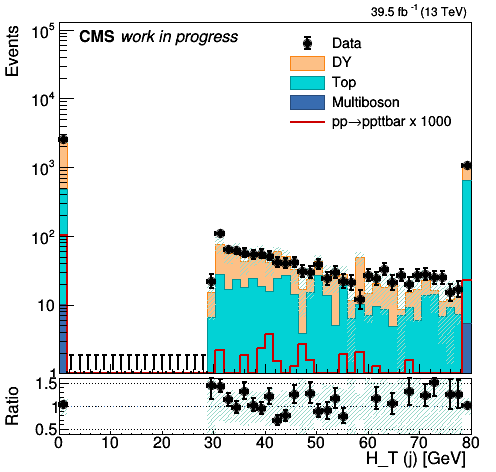 39.5 fb⁻¹ (13 TeV)
CMS work in progress
Events
10⁵
10⁴
10³
10²
10
1
Data
DY
Top
Multiboson
pp→ppttbar x 1000
Ratio
1.5
1.0
0.5
0 10 20 30 40 50 60 70 80
H_T (j) [GeV]